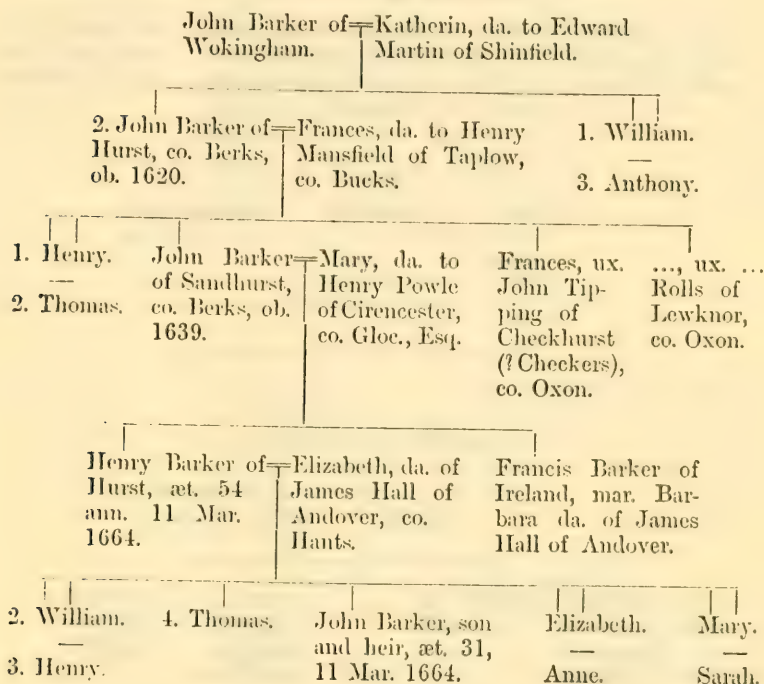 John Barker of Wokingham.
Katherin, da. to Edward Martin of Shinfield.
2. John Barker of Hurst, co. Berks, ob. 1620.
Frances, da. to Henry Mansfield of Taplow, co. Bucks.
1. William.
—
3. Anthony.
1. Henry.
—
2. Thomas.
John Barker of Sandhurst, co. Berks, ob. 1639.
Mary, da. to Henry Powle of Cirencester, co. Gloc., Esq.
Frances, ux. John Tipping of Checkhurst (? Checkers), co. Oxon.
..., ux. ... Rolls of Lewknor, co. Oxon.
Henry Barker of Hurst, æt. 54 ann. 11 Mar. 1664.
Elizabeth, da. of James Hall of Andover, co. Hants.
Francis Barker of Ireland, mar. Barbara da. of James Hall of Andover.
2. William.
—
3. Henry.
4. Thomas.
John Barker, son and heir, æt. 31, 11 Mar. 1664.
Elizabeth.
—
Anne.
Mary.
—
Sarah.